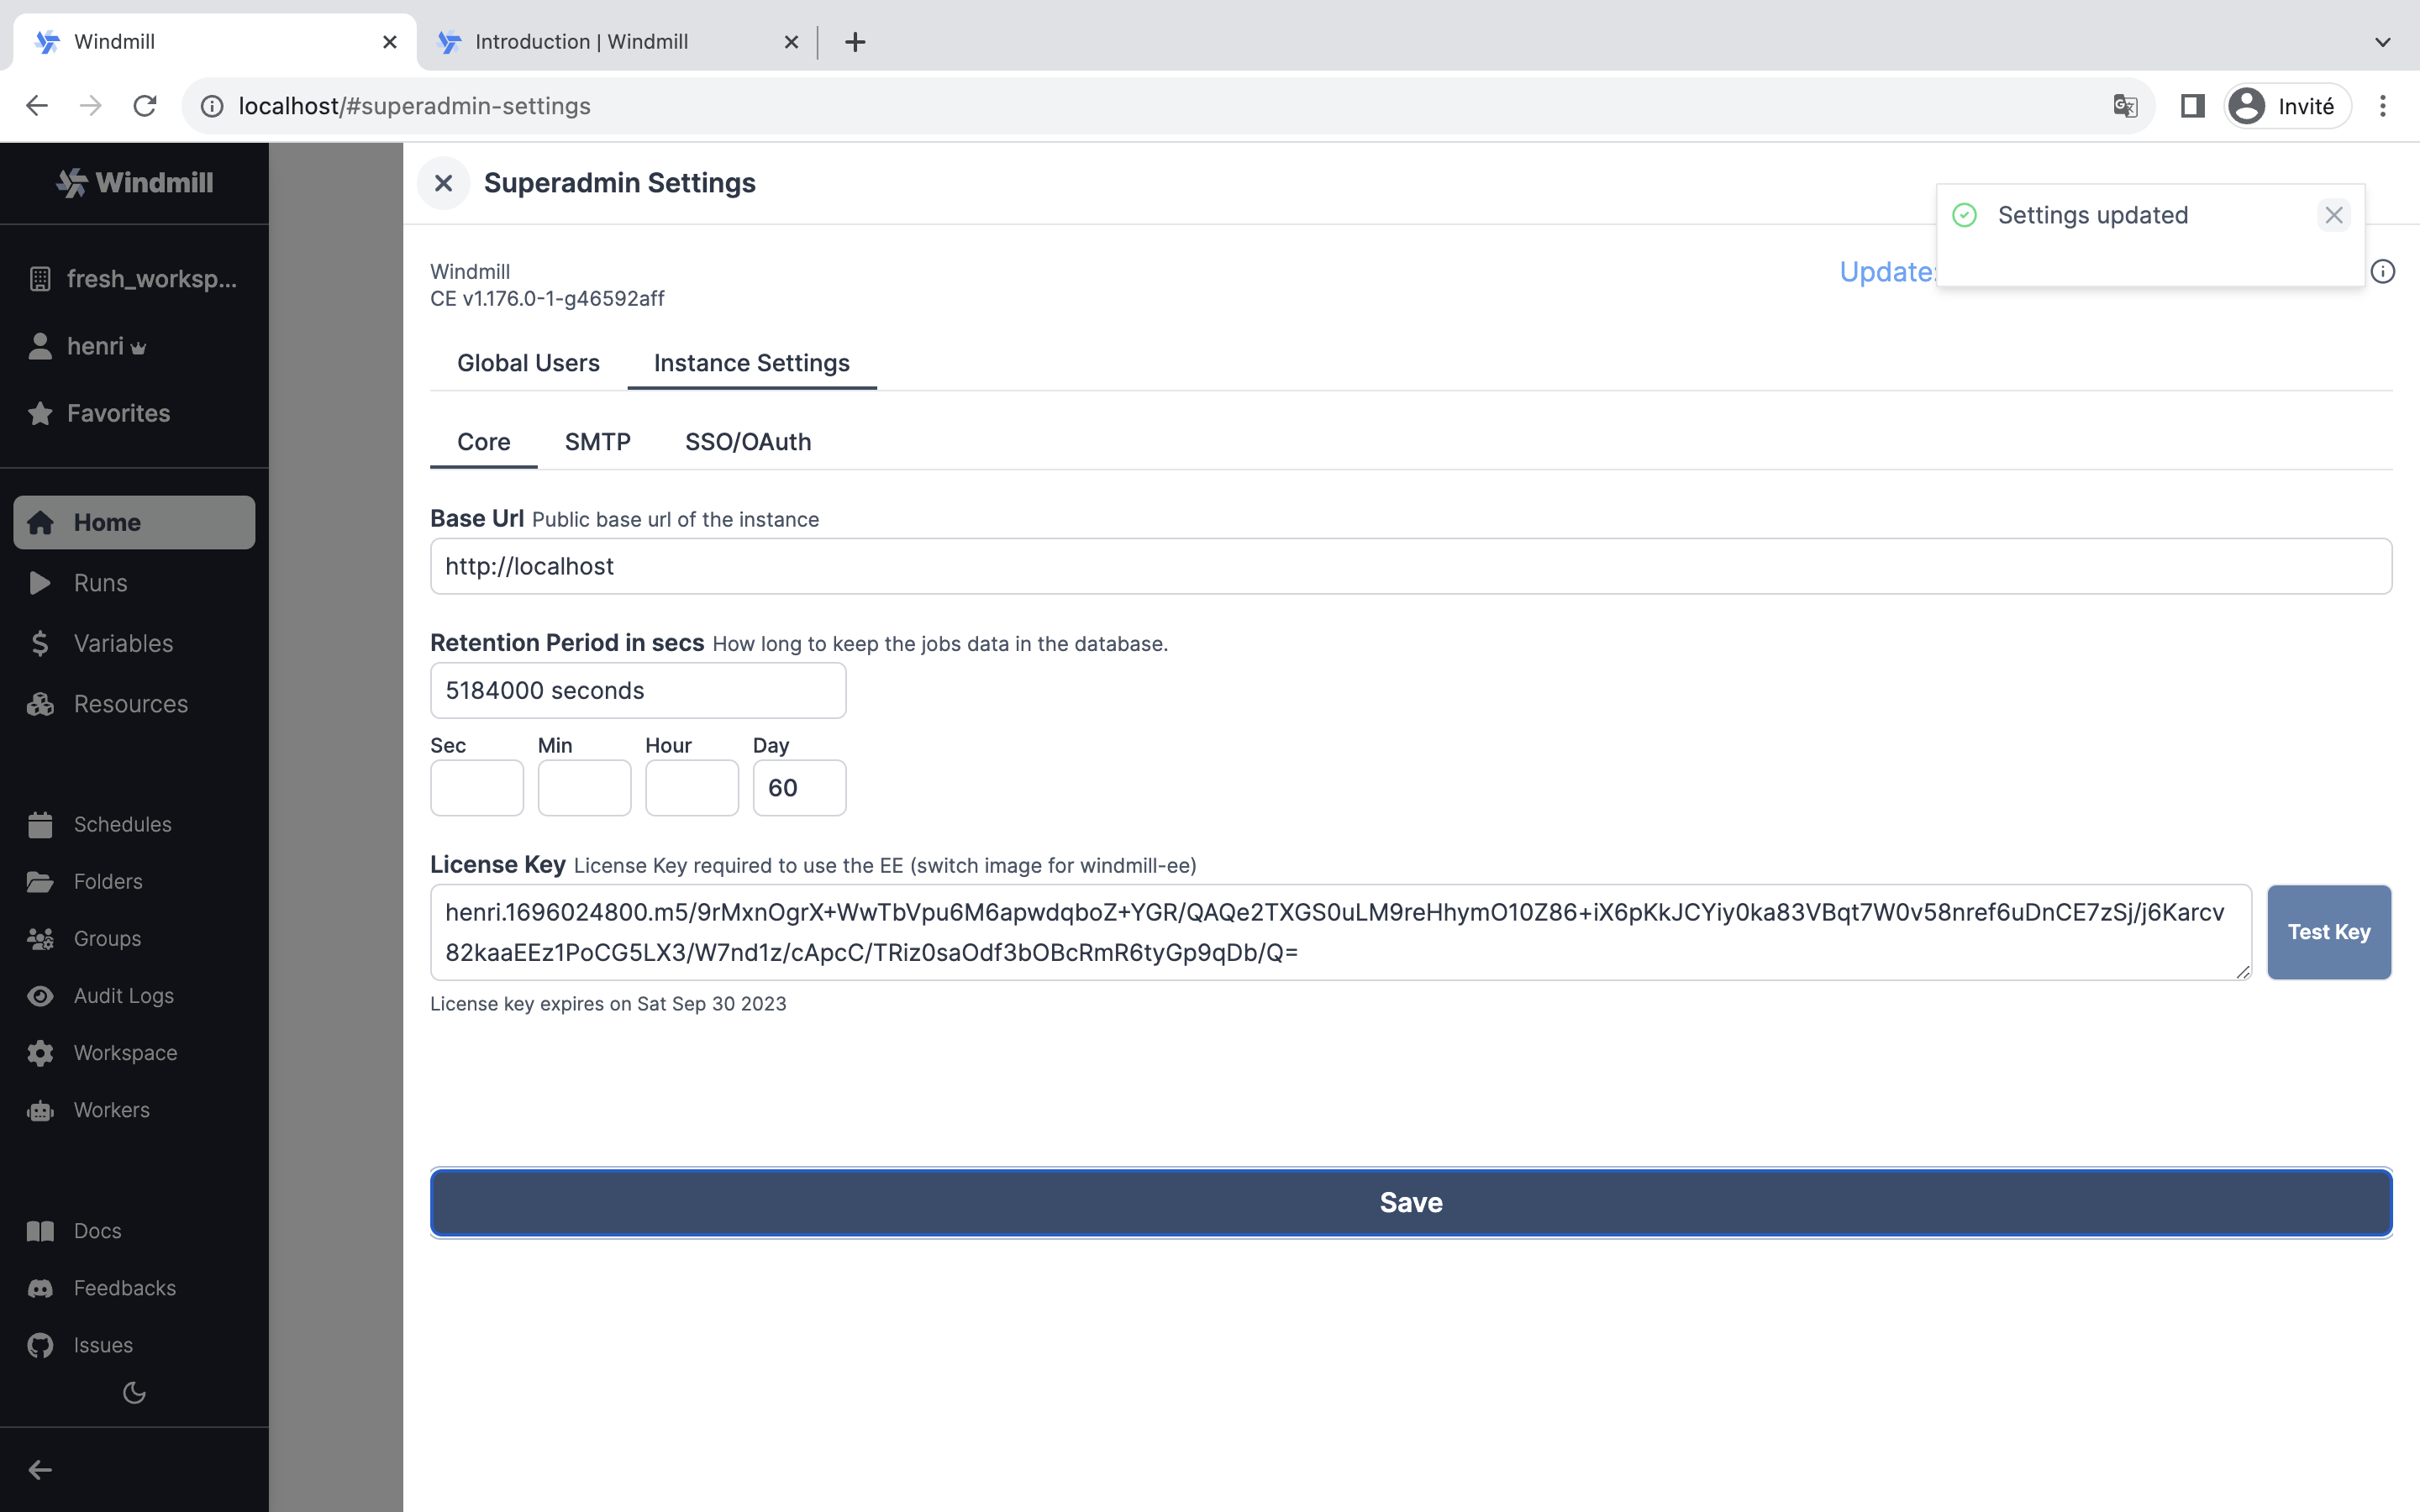 Windmill
Introduction | Windmill
localhost/#superadmin-settings
Invité
Windmill
fresh_worksp...
henri
Favorites
Home
Runs
Variables
Resources
Schedules
Folders
Groups
Audit Logs
Workspace
Workers
Docs
Feedbacks
Issues
Superadmin Settings
Settings updated
Windmill
CE v1.176.0-1-g46592aff
Update:
Global Users
Instance Settings
Core
SMTP
SSO/OAuth
Base Url Public base url of the instance
http://localhost
Retention Period in secs How long to keep the jobs data in the database.
5184000 seconds
Sec Min Hour Day
60
License Key License Key required to use the EE (switch image for windmill-ee)
henri.1696024800.m5/9rMxnOgrX+WwTbVpu6M6apwdqboZ+YGR/QAQe2TXGS0uLM9reHhymO10Z86+iX6pKkJCYiy0ka83VBqt7W0v58nref6uDnCE7zSj/j6Karcv
82kaaEEz1PoCG5LX3/W7nd1z/cApcC/TRiz0saOdf3bOBcRmR6tyGp9qDb/Q=
Test Key
License key expires on Sat Sep 30 2023
Save